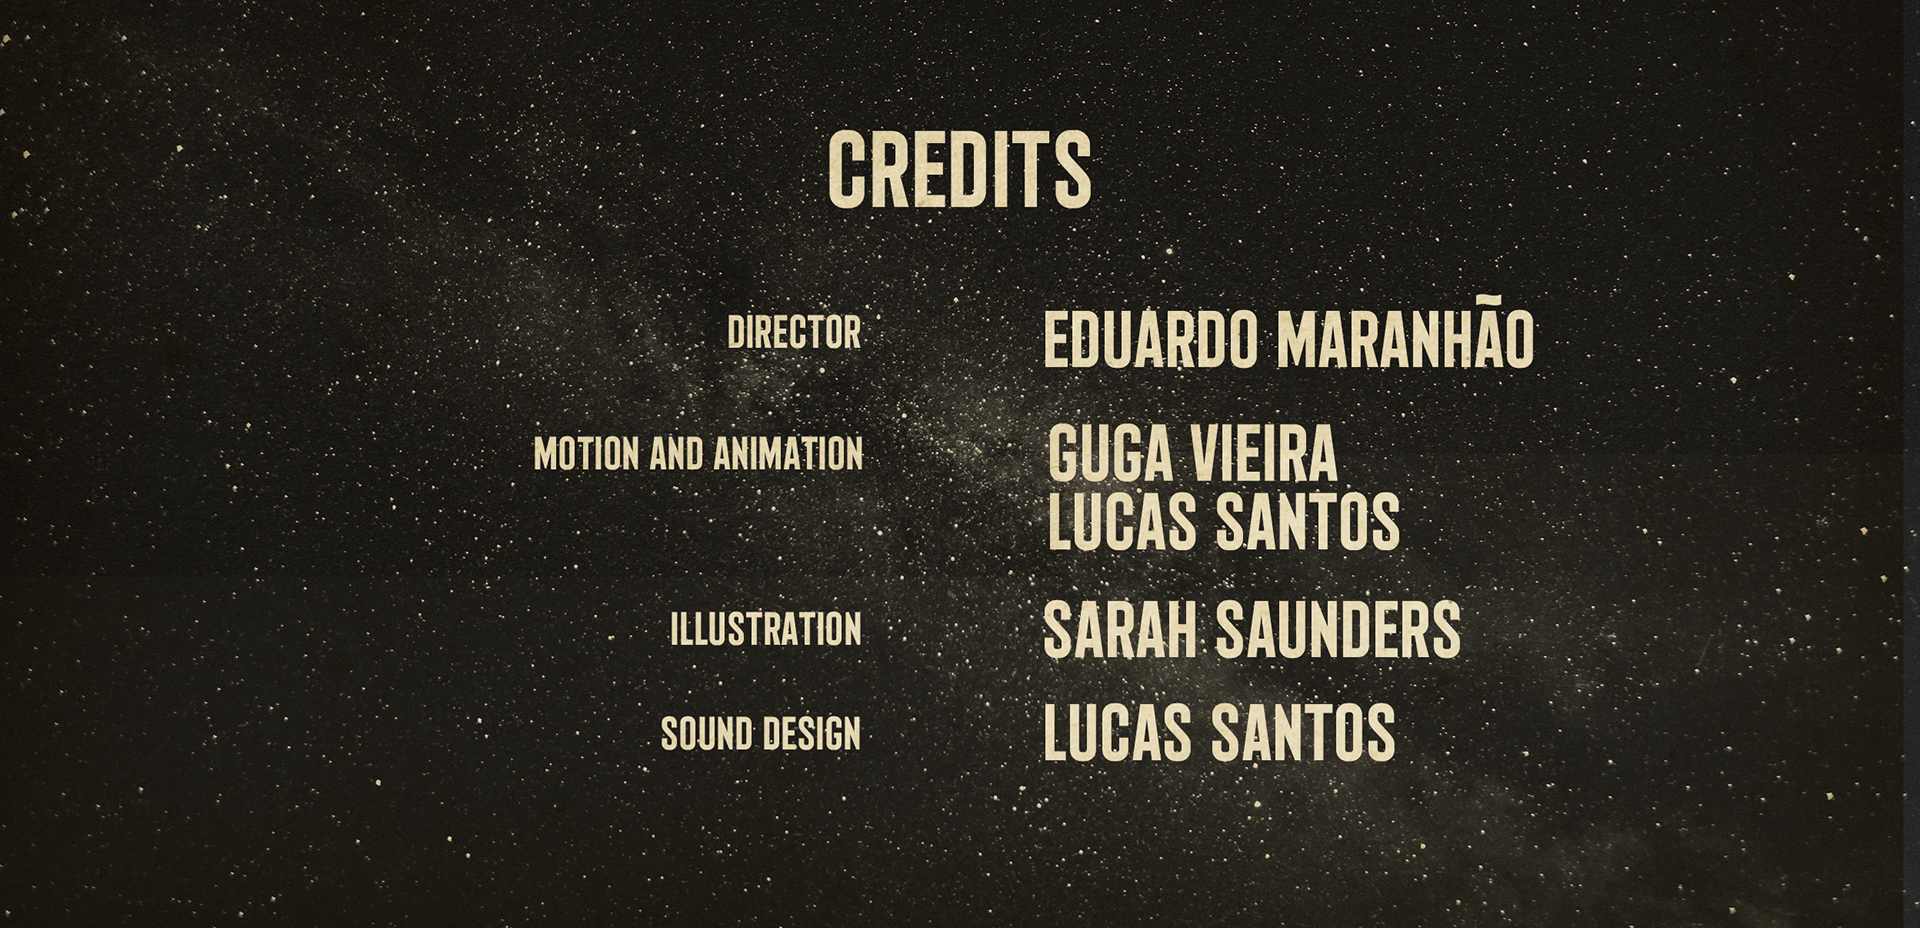 CREDITS
DIRECTOR EDUARDO MARANHÃO
MOTION AND ANIMATION GUGA VIEIRA
LUCAS SANTOS
ILLUSTRATION SARAH SAUNDERS
SOUND DESIGN LUCAS SANTOS